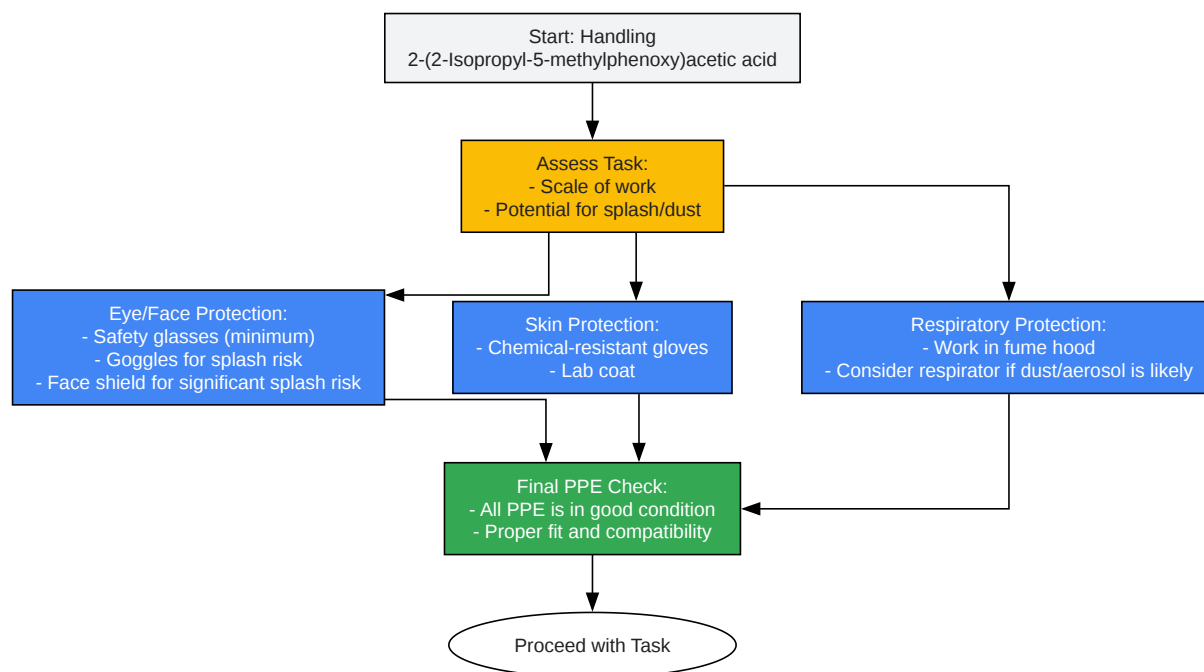 Start: Handling
2-(2-Isopropyl-5-methylphenoxy)acetic acid
Assess Task:
- Scale of work
- Potential for splash/dust
Eye/Face Protection:
- Safety glasses (minimum)
- Goggles for splash risk
- Face shield for significant splash risk
Skin Protection:
- Chemical-resistant gloves
- Lab coat
Respiratory Protection:
- Work in fume hood
- Consider respirator if dust/aerosol is likely
Final PPE Check:
- All PPE is in good condition
- Proper fit and compatibility
Proceed with Task